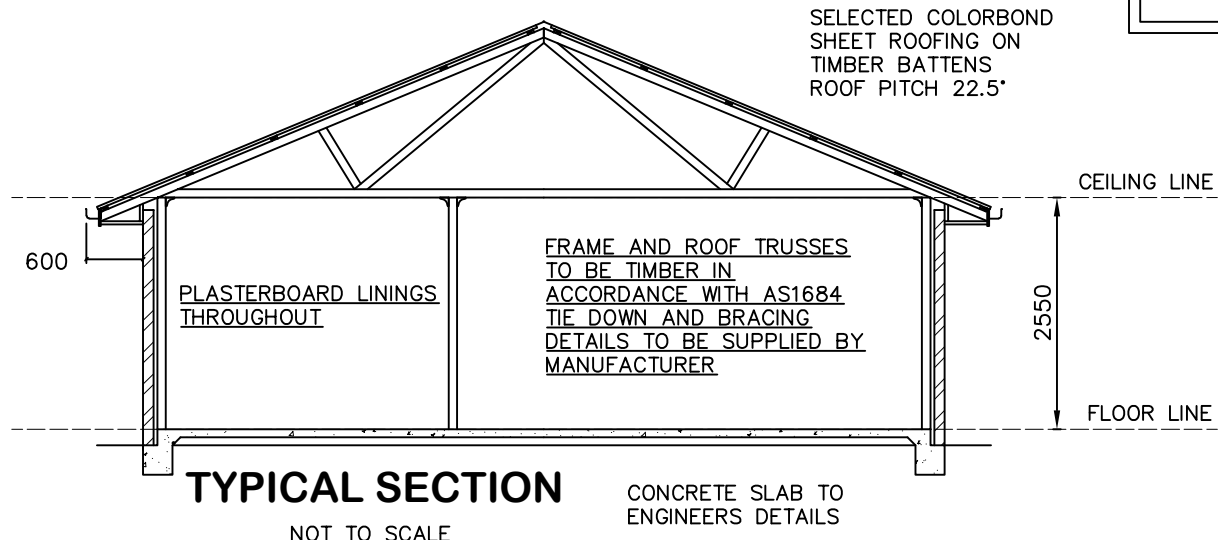 SELECTED COLORBOND
SHEET ROOFING ON
TIMBER BATTENS
ROOF PITCH 22.5°
CEILING LINE
600
PLASTERBOARD LININGS
THROUGHOUT
FRAME AND ROOF TRUSSES
TO BE TIMBER IN
ACCORDANCE WITH AS1684
TIE DOWN AND BRACING
DETAILS TO BE SUPPLIED BY
MANUFACTURER
2550
FLOOR LINE
TYPICAL SECTION
NOT TO SCALE
CONCRETE SLAB TO
ENGINEERS DETAILS